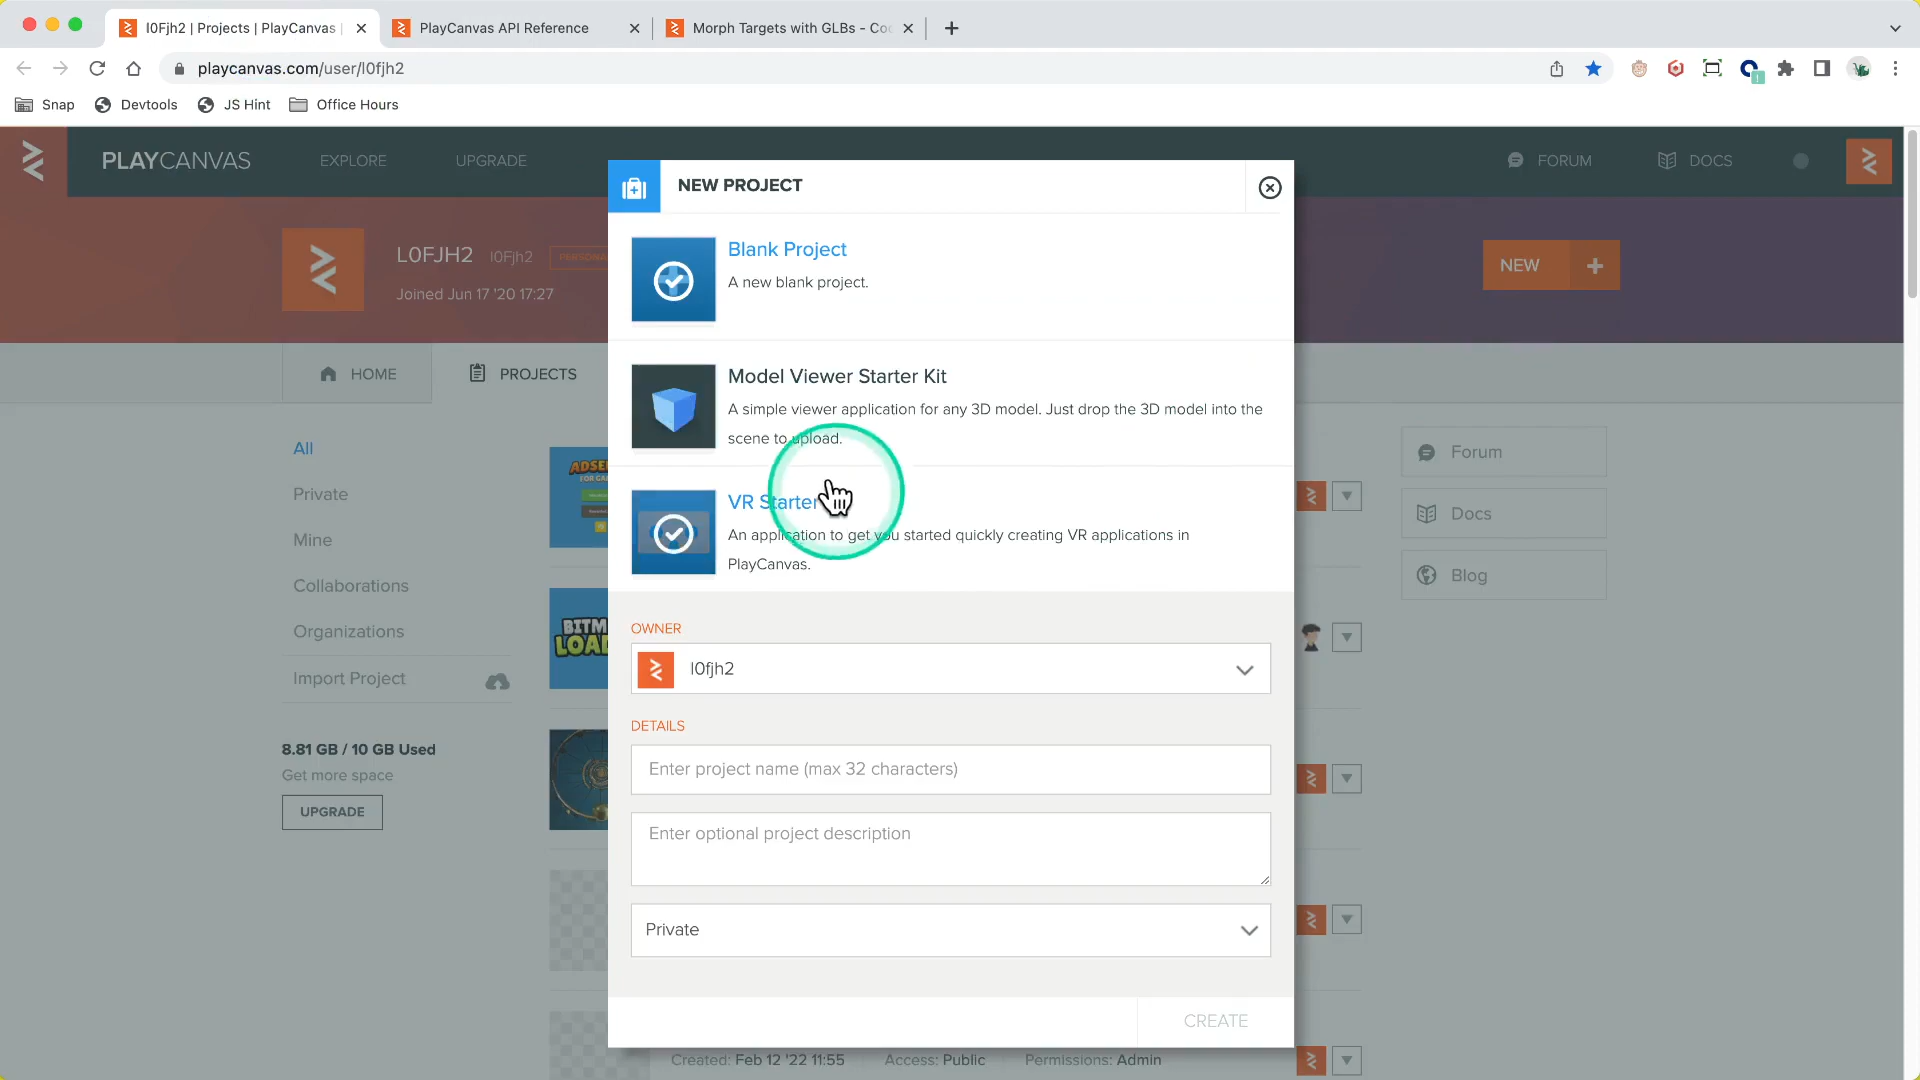 l0Fjh2 | Projects | PlayCanvas |
PlayCanvas API Reference
Morph Targets with GLBs - Co
playcanvas.com/user/l0fjh2
Snap
Devtools
JS Hint
Office Hours
PLAYCANVAS
EXPLORE
UPGRADE
FORUM
DOCS
L0FJH2 l0Fjh2
Joined Jun 17 '20 17:27
NEW +
HOME
PROJECTS
All
Private
Mine
Collaborations
Organizations
Import Project
8.81 GB / 10 GB Used
Get more space
UPGRADE
NEW PROJECT
Blank Project
A new blank project.
Model Viewer Starter Kit
A simple viewer application for any 3D model. Just drop the 3D model into the
scene to upload.
VR Starter
An application to get you started quickly creating VR applications in
PlayCanvas.
OWNER
l0fjh2
DETAILS
Enter project name (max 32 characters)
Enter optional project description
Private
CREATE
Forum
Docs
Blog
Created: Feb 12 '22 11:55
Access: Public
Permissions: Admin